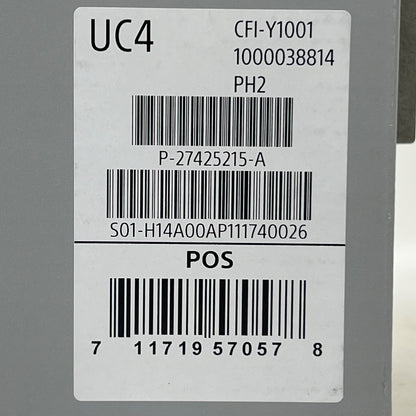 UC4
CFI-Y1001
1000038814
PH2
P-27425215-A
S01-H14A00AP111740026
POS
7 11719 57057 8